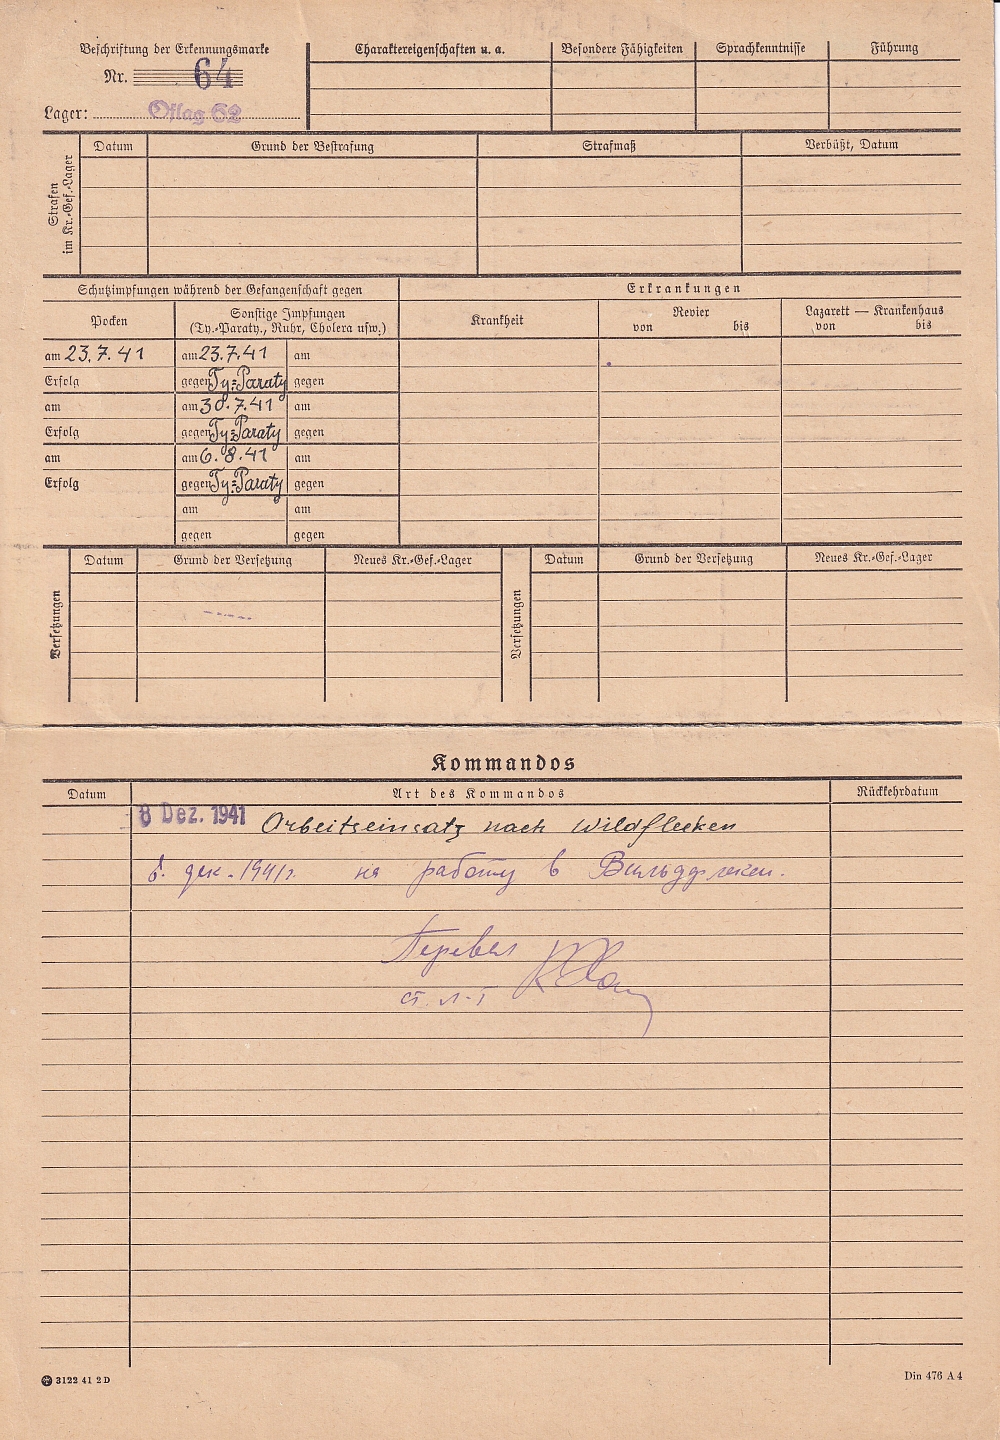 Beschriftung der Erkennungsmarke
Nr. 64
Lager: Oflag 62
Charaktereigenschaften u. a. Besondere Fähigkeiten Sprachkenntnisse Führung
Strafen im Kr.-Gef.-Lager
Datum Grund der Bestrafung Strafmaß Verbüßt, Datum
Schutzimpfungen während der Gefangenschaft gegen Erkrankungen
Pocken Sonstige Impfungen Krankheit Revier Lazarett — Krankenhaus
(Ty.-Paraty., Ruhr, Cholera usw.) von bis von bis
am 23.7.41 am 23.7.41 am
Erfolg gegen Ty=Paraty gegen
am am 30.7.41 am
Erfolg gegen Ty=Paraty gegen
am am 6.8.41 am
Erfolg gegen Ty=Paraty gegen
am am
gegen gegen
Versetzungen Datum Grund der Versetzung Neues Kr.-Gef.-Lager Versetzungen Datum Grund der Versetzung Neues Kr.-Gef.-Lager
Kommandos
Datum Art des Kommandos Rückkehrdatum
8 Dez. 1941 Arbeitseinsatz nach Wildflecken
8. дек. 1941г. на работу в Вильдфлекен.
Перевел
ст. л-т
3122 41 2 D Din 476 A 4